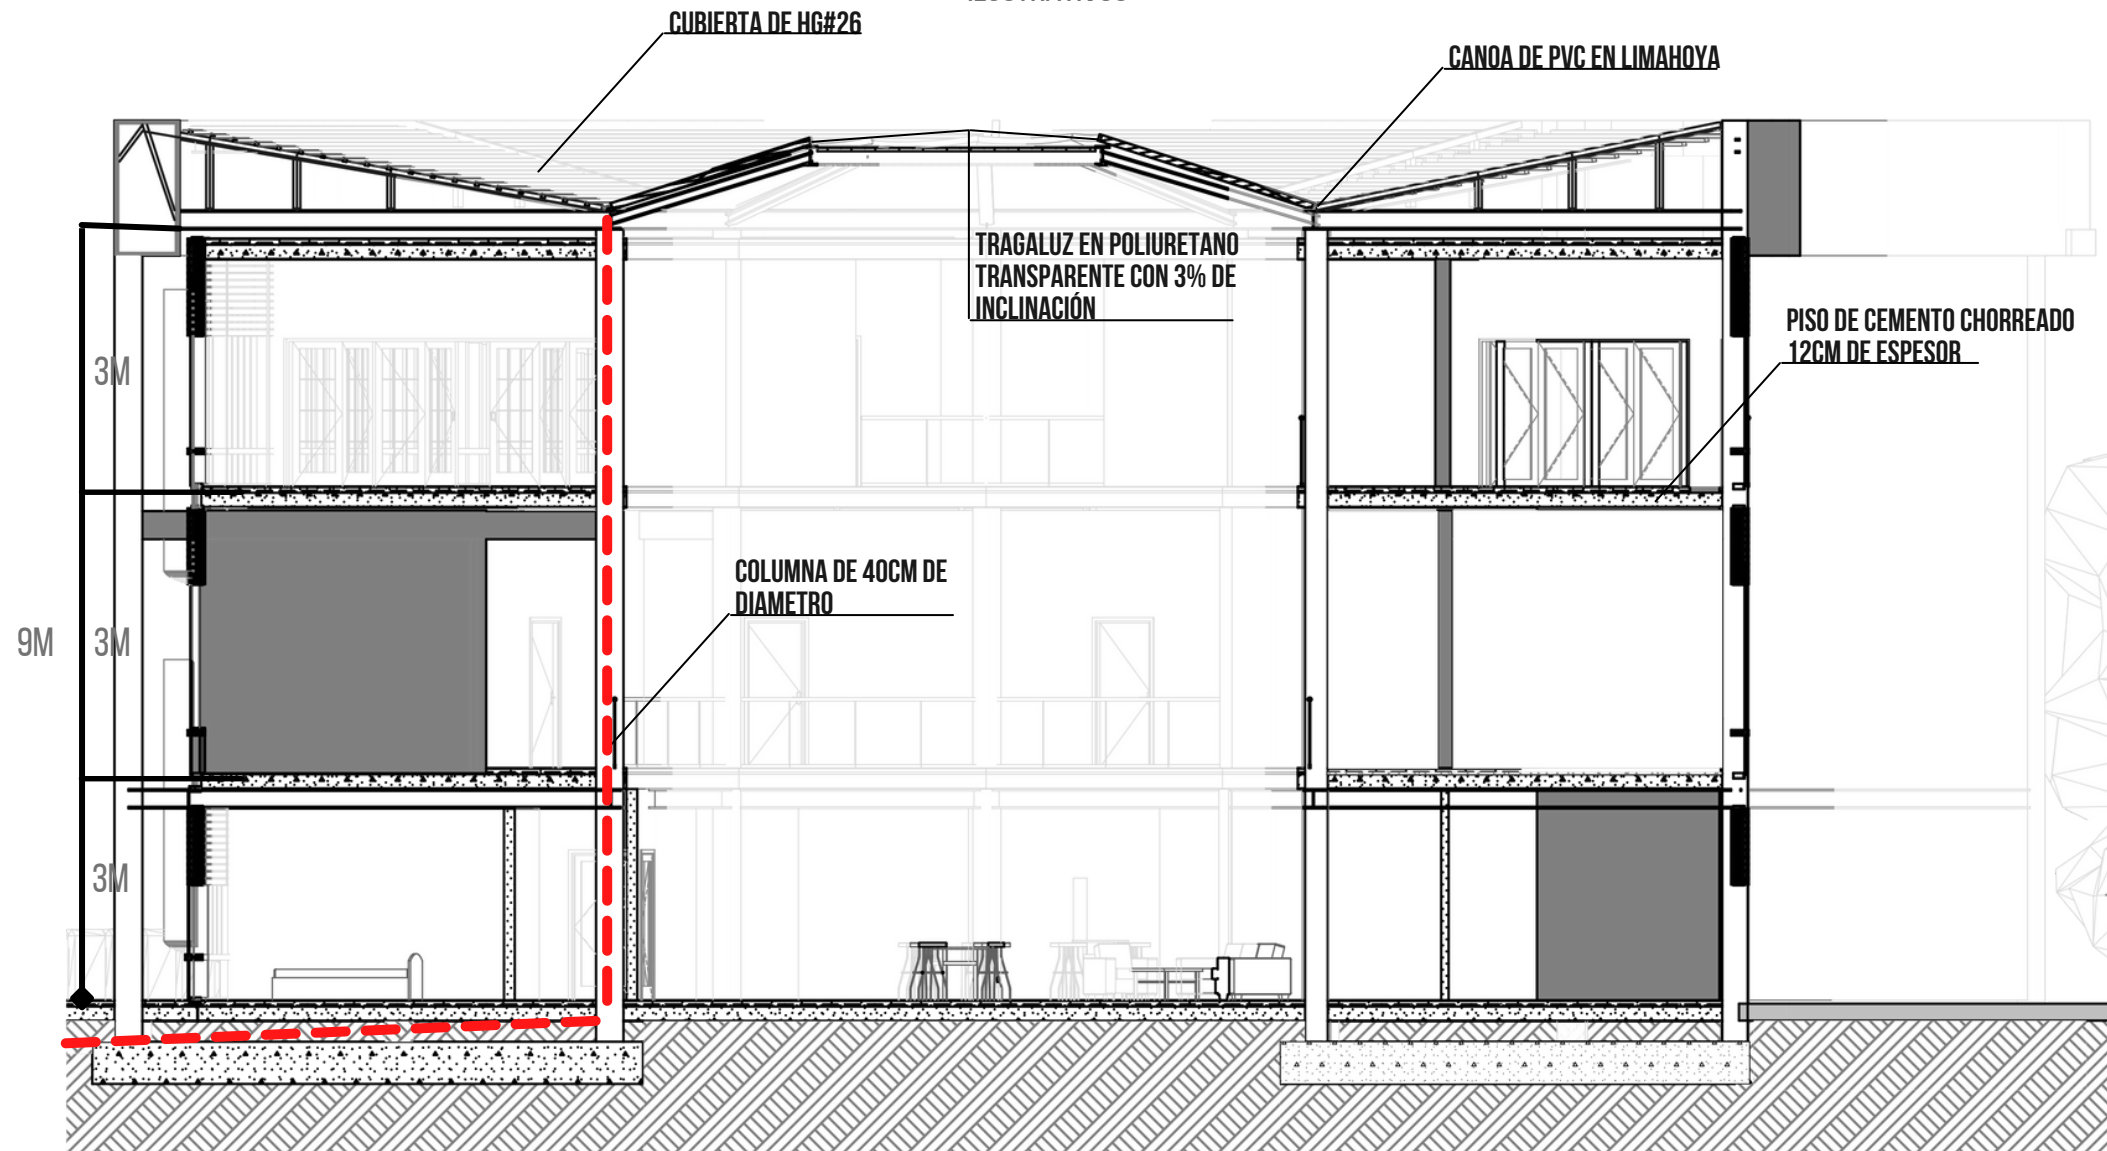 CUBIERTA DE HG#26
CANOA DE PVC EN LIMAHOYA
TRAGALUZ EN POLIURETANO
TRANSPARENTE CON 3% DE
INCLINACIÓN
PISO DE CEMENTO CHORREADO
12CM DE ESPESOR
3M
COLUMNA DE 40CM DE
DIAMETRO
9M
3M
3M